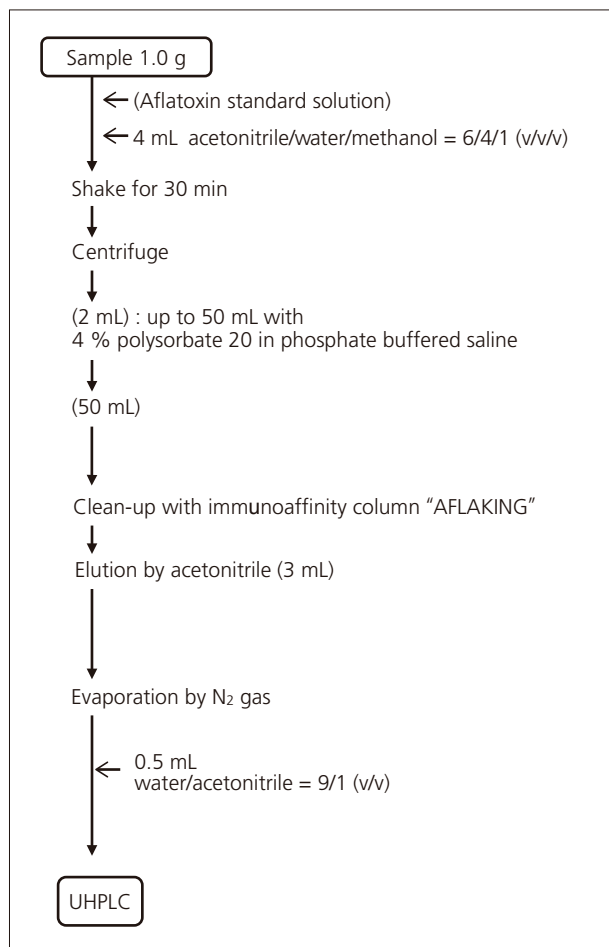 Sample 1.0 g
(Aflatoxin standard solution)
4 mL acetonitrile/water/methanol = 6/4/1 (v/v/v)
Shake for 30 min
Centrifuge
(2 mL) : up to 50 mL with
4 % polysorbate 20 in phosphate buffered saline
(50 mL)
Clean-up with immunoaffinity column “AFLAKING”
Elution by acetonitrile (3 mL)
Evaporation by N₂ gas
0.5 mL
water/acetonitrile = 9/1 (v/v)
UHPLC